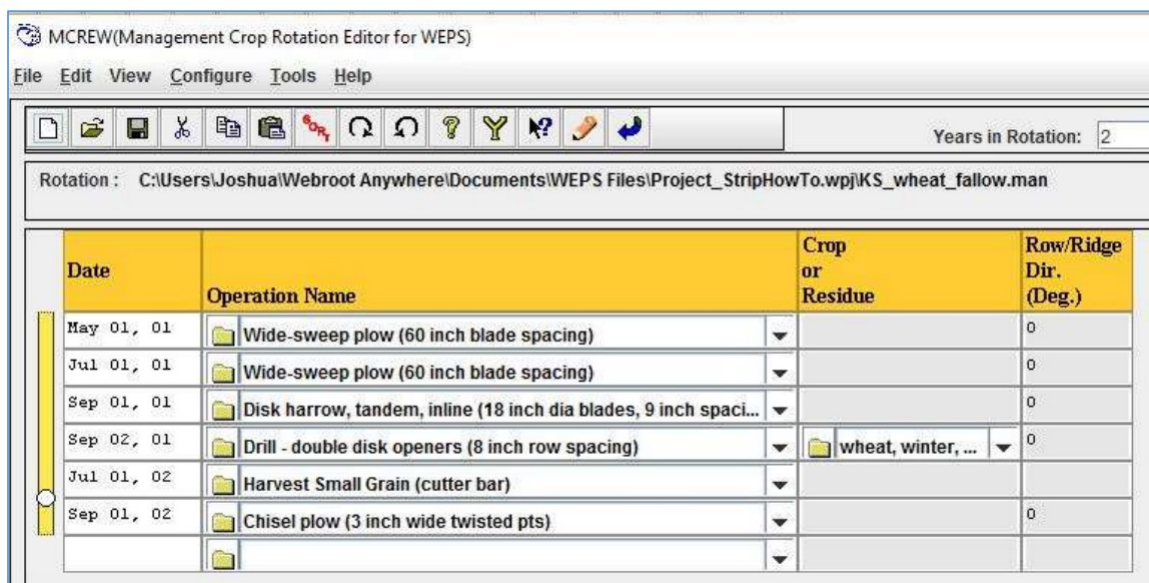 MCREW(Management Crop Rotation Editor for WEPS)
File Edit View Configure Tools Help
SORT Years in Rotation: 2
Rotation : C:\Users\Joshua\Webroot Anywhere\Documents\WEPS Files\Project_StripHowTo.wpj\KS_wheat_fallow.man
Date Operation Name Crop or Residue Row/Ridge Dir. (Deg.)
May 01, 01 Wide-sweep plow (60 inch blade spacing) 0
Jul 01, 01 Wide-sweep plow (60 inch blade spacing) 0
Sep 01, 01 Disk harrow, tandem, inline (18 inch dia blades, 9 inch spaci... 0
Sep 02, 01 Drill - double disk openers (8 inch row spacing) wheat, winter, ... 0
Jul 01, 02 Harvest Small Grain (cutter bar)
Sep 01, 02 Chisel plow (3 inch wide twisted pts) 0